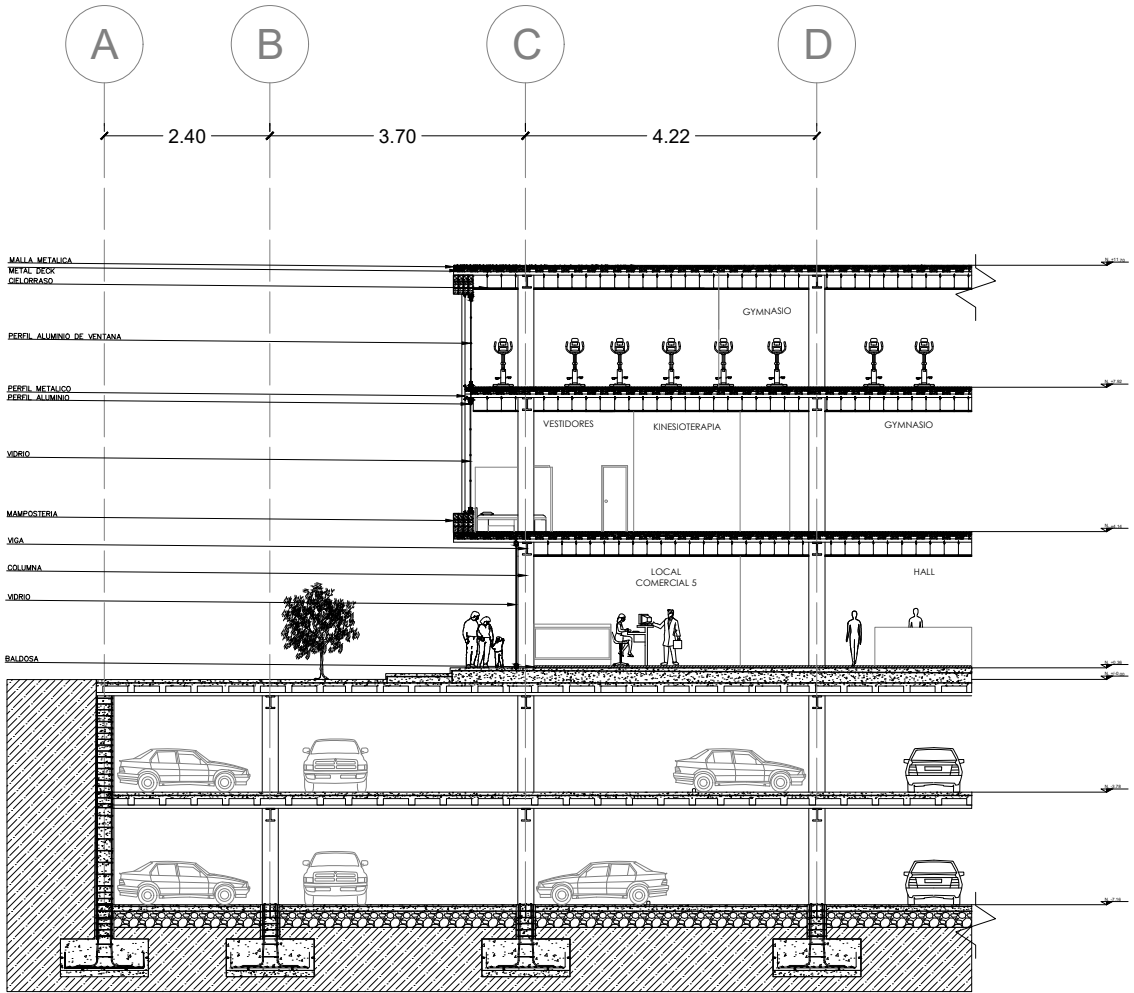 A B C D
2.40 3.70 4.22
MALLA METALICA
METAL DECK
CIELORRASO
GYMNASIO
PERFIL ALUMINIO DE VENTANA
PERFIL METALICO
PERFIL ALUMINIO
VESTIDORES
KINESIOTERAPIA
GYMNASIO
VIDRIO
MAMPOSTERIA
VIGA
COLUMNA
LOCAL
COMERCIAL 5
HALL
VIDRIO
BALDOSA